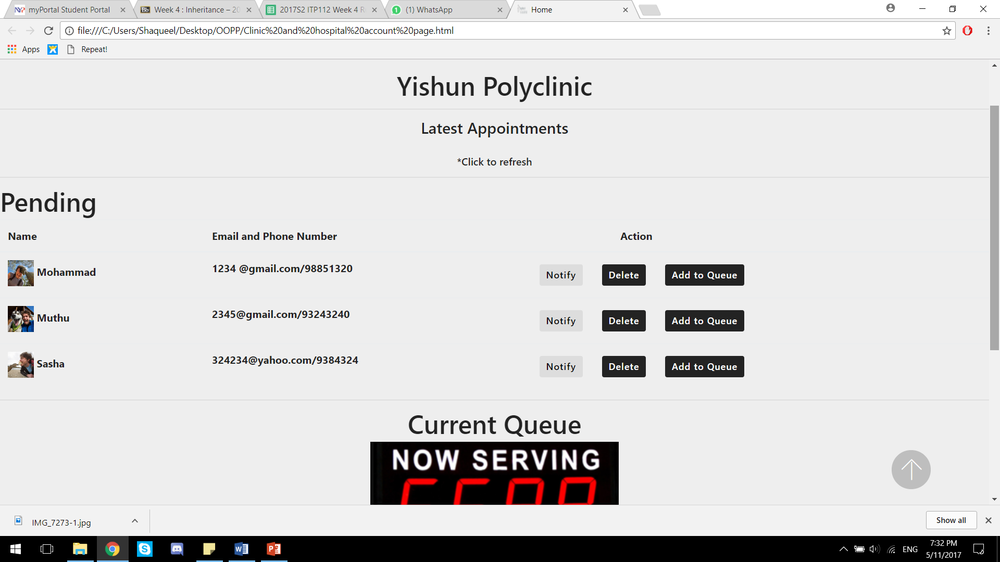 myPortal Student Portal
Week 4 : Inheritance – 20
2017S2 ITP112 Week 4 R
(1) WhatsApp
Home
file:///C:/Users/Shaqueel/Desktop/OOPP/Clinic%20and%20hospital%20account%20page.html
Apps
Repeat!
Yishun Polyclinic
Latest Appointments
*Click to refresh
Pending
Name Email and Phone Number Action
Mohammad 1234 @gmail.com/98851320 Notify Delete Add to Queue
Muthu 2345@gmail.com/93243240 Notify Delete Add to Queue
Sasha 324234@yahoo.com/9384324 Notify Delete Add to Queue
Current Queue
NOW SERVING
IMG_7273-1.jpg
Show all
ENG
7:32 PM
5/11/2017